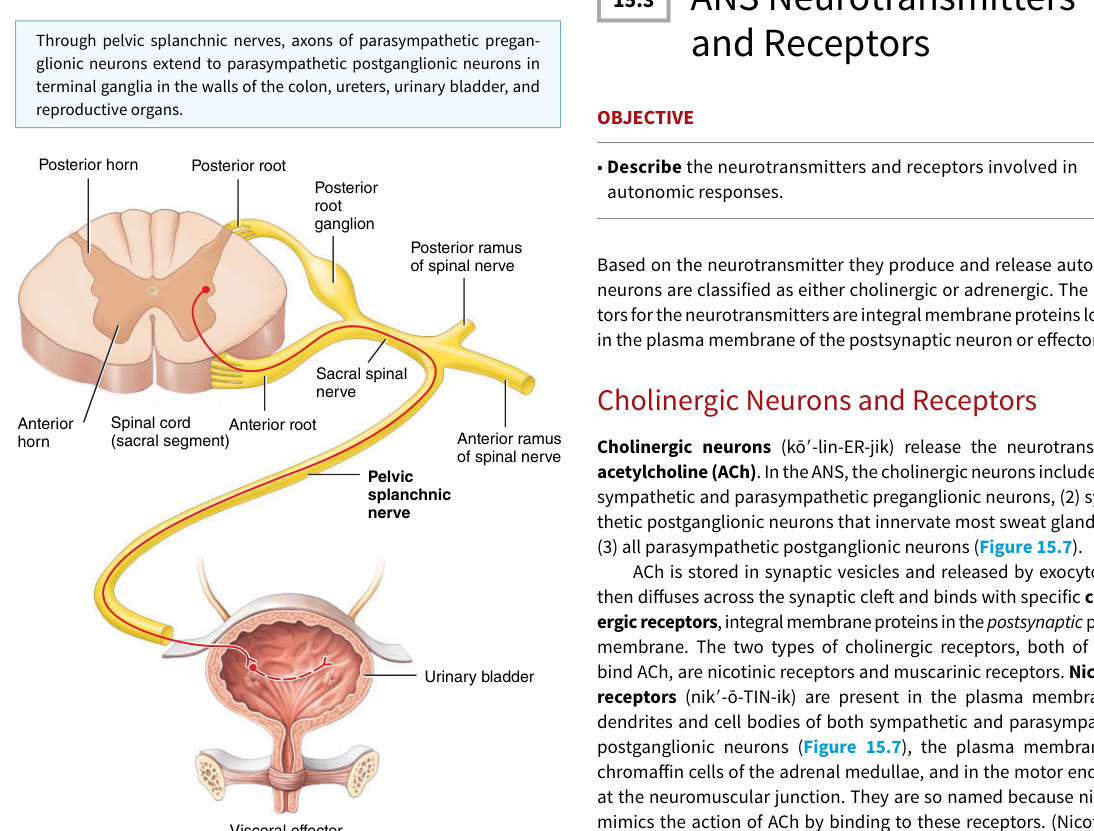 Through pelvic splanchnic nerves, axons of parasympathetic pregan-
glionic neurons extend to parasympathetic postganglionic neurons in
terminal ganglia in the walls of the colon, ureters, urinary bladder, and
reproductive organs.
Posterior horn
Posterior root
Posterior
root
ganglion
Posterior ramus
of spinal nerve
Sacral spinal
nerve
Anterior
horn
Spinal cord
(sacral segment)
Anterior root
Anterior ramus
of spinal nerve
Pelvic
splanchnic
nerve
Urinary bladder
Visceral effector
15.3
ANS Neurotransmitters
and Receptors
OBJECTIVE
• Describe the neurotransmitters and receptors involved in
autonomic responses.
Based on the neurotransmitter they produce and release auto
neurons are classified as either cholinergic or adrenergic. The
tors for the neurotransmitters are integral membrane proteins lo
in the plasma membrane of the postsynaptic neuron or effector
Cholinergic Neurons and Receptors
Cholinergic neurons (kō′-lin-ER-jik) release the neurotrans
acetylcholine (ACh). In the ANS, the cholinergic neurons include
sympathetic and parasympathetic preganglionic neurons, (2) sy
thetic postganglionic neurons that innervate most sweat gland
(3) all parasympathetic postganglionic neurons (Figure 15.7).
ACh is stored in synaptic vesicles and released by exocyto
then diffuses across the synaptic cleft and binds with specific c
ergic receptors, integral membrane proteins in the postsynaptic p
membrane. The two types of cholinergic receptors, both of
bind ACh, are nicotinic receptors and muscarinic receptors. Nic
receptors (nik′-ō-TIN-ik) are present in the plasma membra
dendrites and cell bodies of both sympathetic and parasympa
postganglionic neurons (Figure 15.7), the plasma membran
chromaffin cells of the adrenal medullae, and in the motor end
at the neuromuscular junction. They are so named because ni
mimics the action of ACh by binding to these receptors. (Nicot